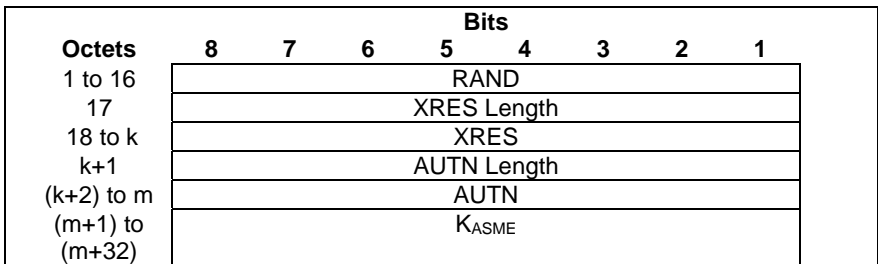 Bits
Octets 8 7 6 5 4 3 2 1
1 to 16 RAND
17 XRES Length
18 to k XRES
k+1 AUTN Length
(k+2) to m AUTN
(m+1) to KASME
(m+32)